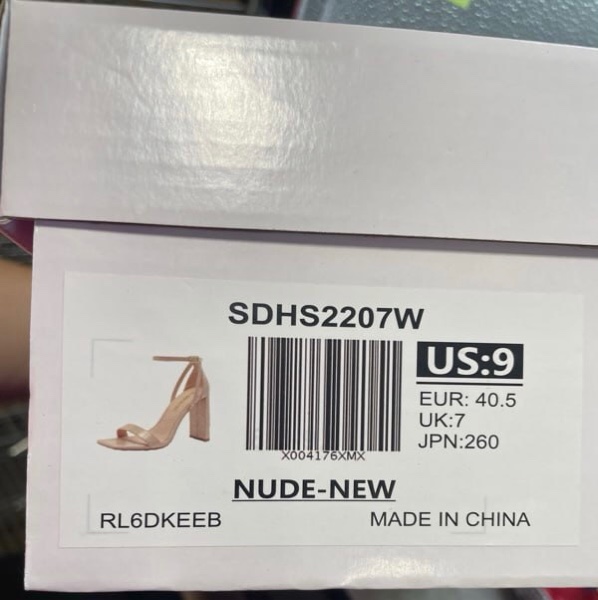 SDHS2207W
X004176XMX
US:9
EUR: 40.5
UK:7
JPN:260
NUDE-NEW
RL6DKEEB
MADE IN CHINA